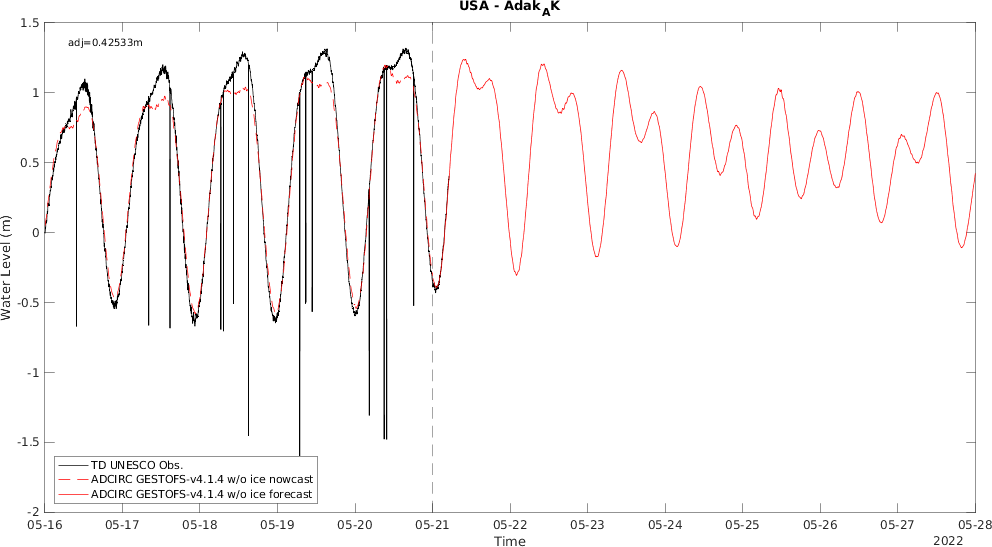 USA - Adak_AK
adj=0.42533m
1.5
1
0.5
0
-0.5
-1
-1.5
-2
Water Level (m)
TD UNESCO Obs.
ADCIRC GESTOFS-v4.1.4 w/o ice nowcast
ADCIRC GESTOFS-v4.1.4 w/o ice forecast
05-16 05-17 05-18 05-19 05-20 05-21 05-22 05-23 05-24 05-25 05-26 05-27 05-28
Time
2022